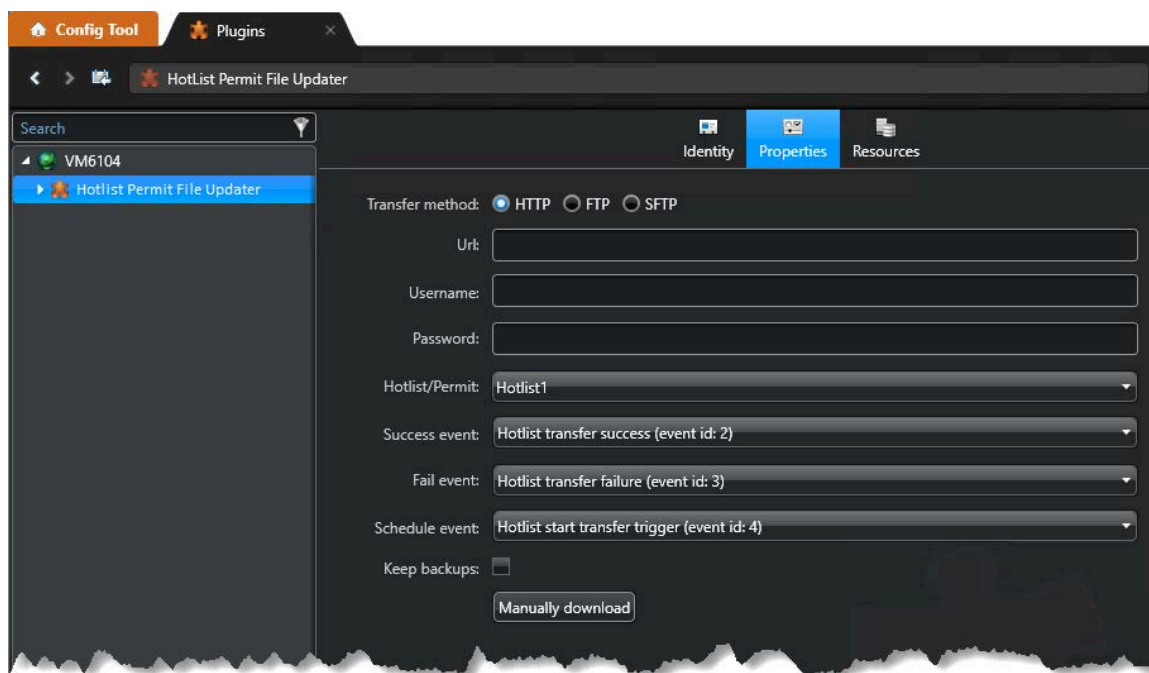 Config Tool
Plugins
HotList Permit File Updater
Search
VM6104
Hotlist Permit File Updater
Identity
Properties
Resources
Transfer method: HTTP FTP SFTP
Url:
Username:
Password:
Hotlist/Permit: Hotlist1
Success event: Hotlist transfer success (event id: 2)
Fail event: Hotlist transfer failure (event id: 3)
Schedule event: Hotlist start transfer trigger (event id: 4)
Keep backups:
Manually download